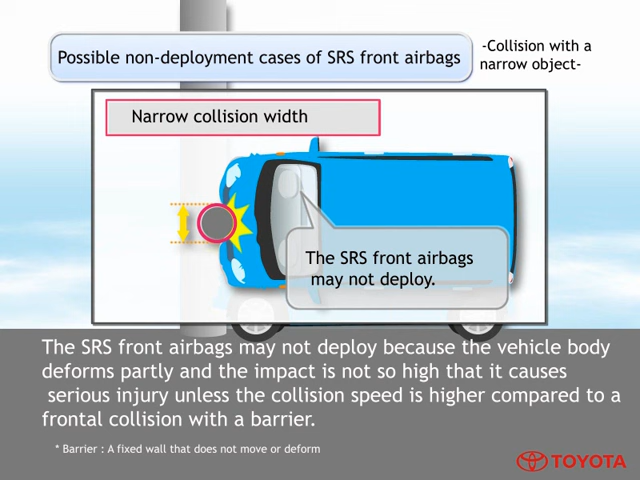 Possible non-deployment cases of SRS front airbags
-Collision with a
narrow object-
Narrow collision width
The SRS front airbags
may not deploy.
The SRS front airbags may not deploy because the vehicle body
deforms partly and the impact is not so high that it causes
serious injury unless the collision speed is higher compared to a
frontal collision with a barrier.
* Barrier : A fixed wall that does not move or deform
TOYOTA